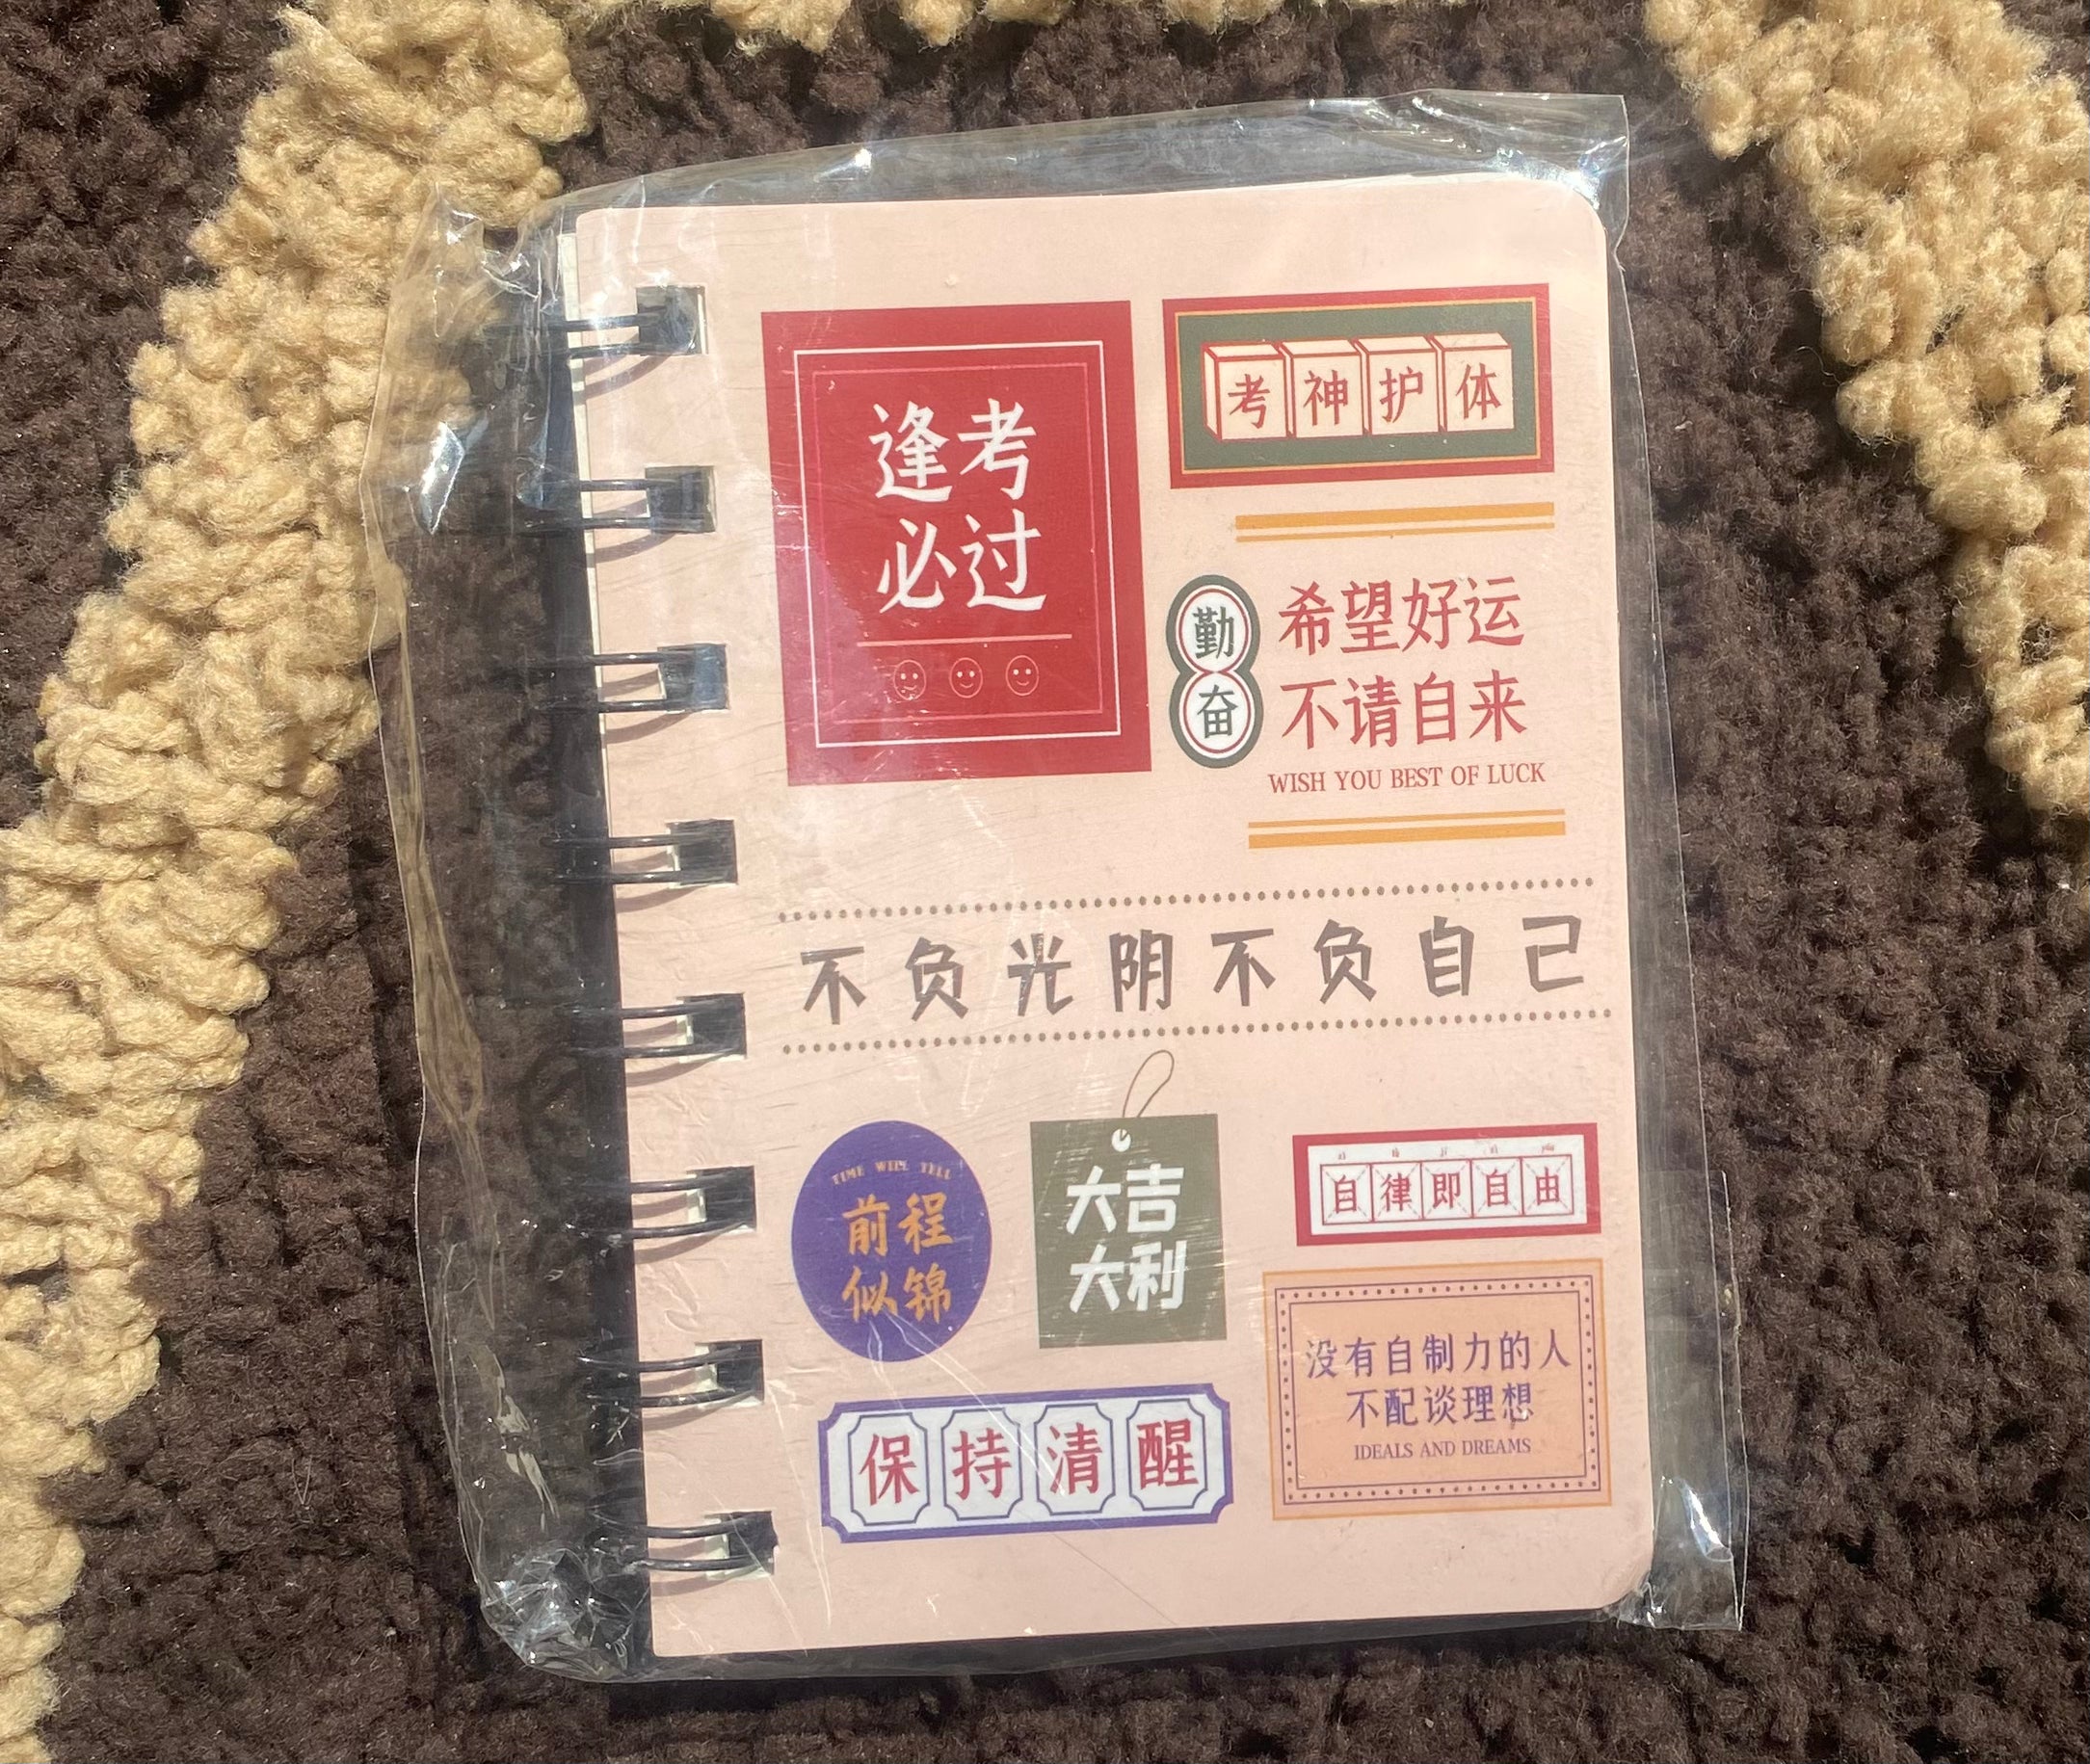 逢考
必过
考神护体
勤
奋
希望好运
不请自来
WISH YOU BEST OF LUCK
不负光阴不负自己
TIME WILL TELL
前程
似锦
大吉
大利
自律即自由
没有自制力的人
不配谈理想
IDEALS AND DREAMS
保持清醒